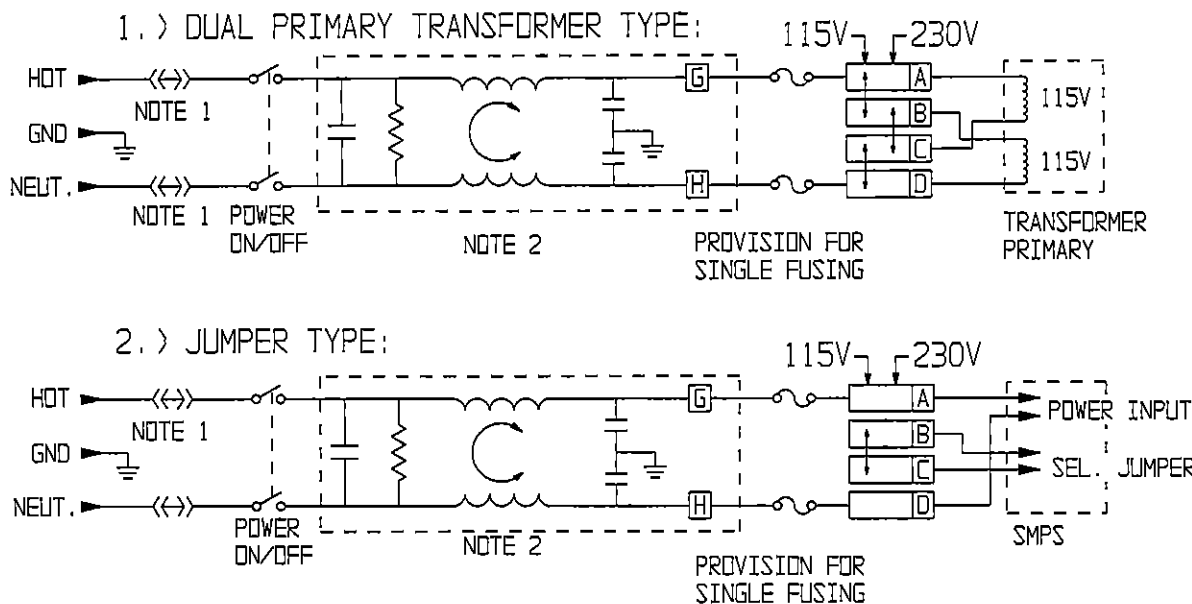 1.) DUAL PRIMARY TRANSFORMER TYPE:
115V 230V
HOT
NOTE 1
G
A
115V
B
GND
C
115V
NEUT.
H
D
NOTE 1
POWER
ON/OFF
NOTE 2
PROVISION FOR
SINGLE FUSING
TRANSFORMER
PRIMARY
2.) JUMPER TYPE:
115V 230V
HOT
NOTE 1
G
A
POWER INPUT
B
GND
C
SEL. JUMPER
NEUT.
H
D
POWER
ON/OFF
NOTE 2
SMPS
PROVISION FOR
SINGLE FUSING